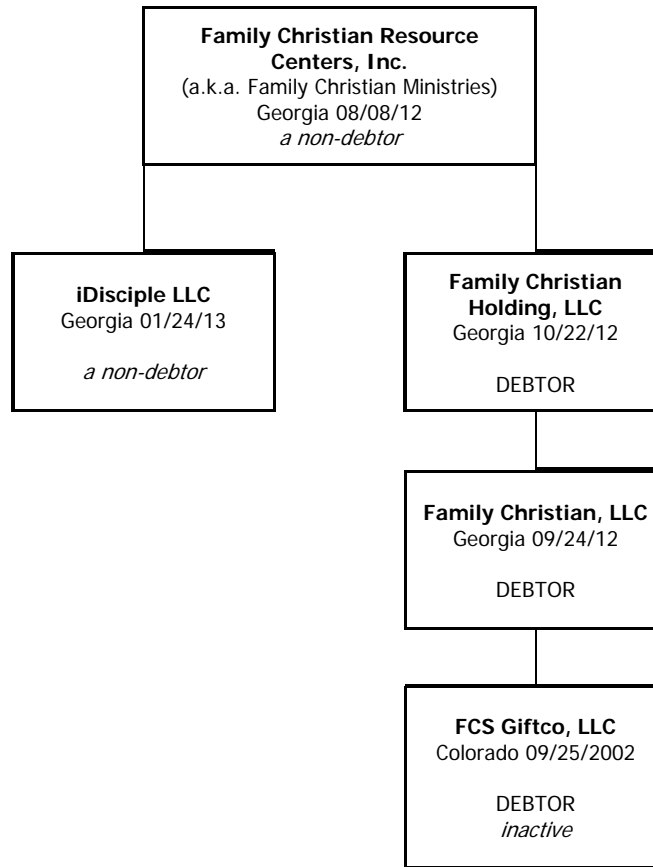 Family Christian Resource
Centers, Inc.
(a.k.a. Family Christian Ministries)
Georgia 08/08/12
a non-debtor
iDisciple LLC
Georgia 01/24/13
a non-debtor
Family Christian
Holding, LLC
Georgia 10/22/12
DEBTOR
Family Christian, LLC
Georgia 09/24/12
DEBTOR
FCS Giftco, LLC
Colorado 09/25/2002
DEBTOR
inactive